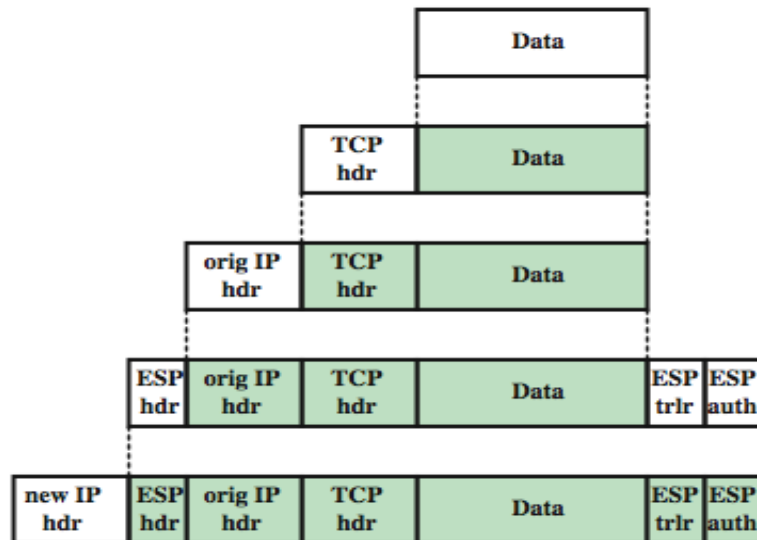 Data
TCP
hdr
Data
orig IP
hdr
TCP
hdr
Data
ESP
hdr
orig IP
hdr
TCP
hdr
Data
ESP
trlr
ESP
auth
new IP
hdr
ESP
hdr
orig IP
hdr
TCP
hdr
Data
ESP
trlr
ESP
auth